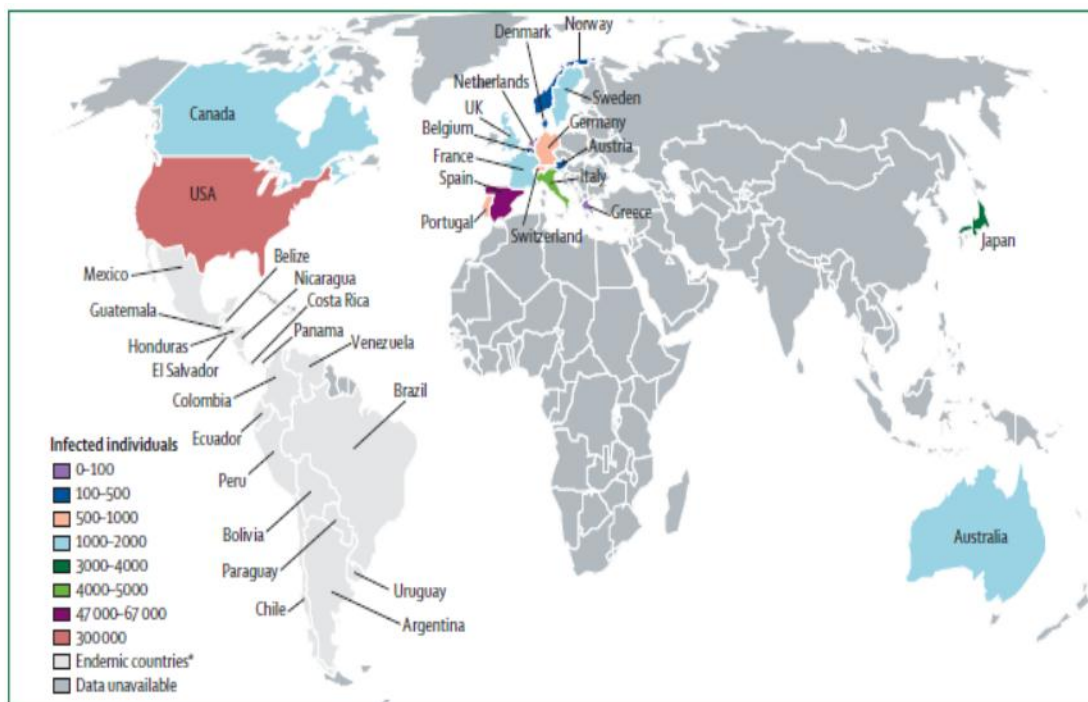 Norway
Denmark
Netherlands
Canada
Sweden
UK
Germany
Belgium
Austria
France
USA
Spain
Italy
Portugal
Greece
Switzerland
Japan
Belize
Mexico
Nicaragua
Guatemala
Costa Rica
Honduras
Panama
Venezuela
El Salvador
Colombia
Brazil
Ecuador
Peru
Bolivia
Australia
Paraguay
Uruguay
Chile
Argentina
Infected individuals
0–100
100–500
500–1000
1000–2000
3000–4000
4000–5000
47 000–67 000
300 000
Endemic countries*
Data unavailable